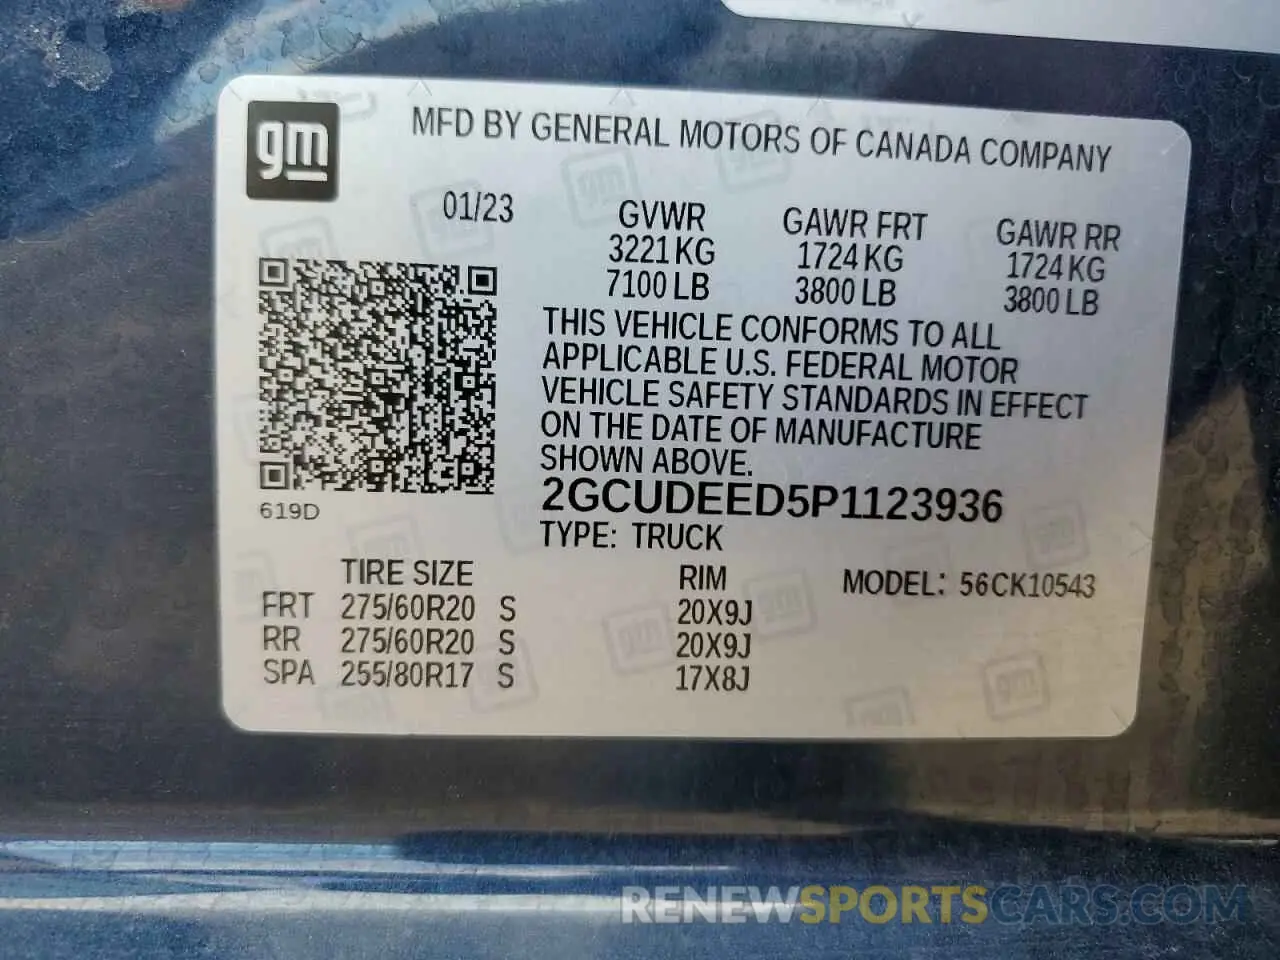 gm
MFD BY GENERAL MOTORS OF CANADA COMPANY
01/23
GVWR
3221 KG
7100 LB
GAWR FRT
1724 KG
3800 LB
GAWR RR
1724 KG
3800 LB
THIS VEHICLE CONFORMS TO ALL
APPLICABLE U.S. FEDERAL MOTOR
VEHICLE SAFETY STANDARDS IN EFFECT
ON THE DATE OF MANUFACTURE
SHOWN ABOVE.
619D
2GCUDEED5P1123936
TYPE: TRUCK
TIRE SIZE RIM MODEL: 56CK10543
FRT 275/60R20 S 20X9J
RR 275/60R20 S 20X9J
SPA 255/80R17 S 17X8J
RENEWSPORTSCARS.COM